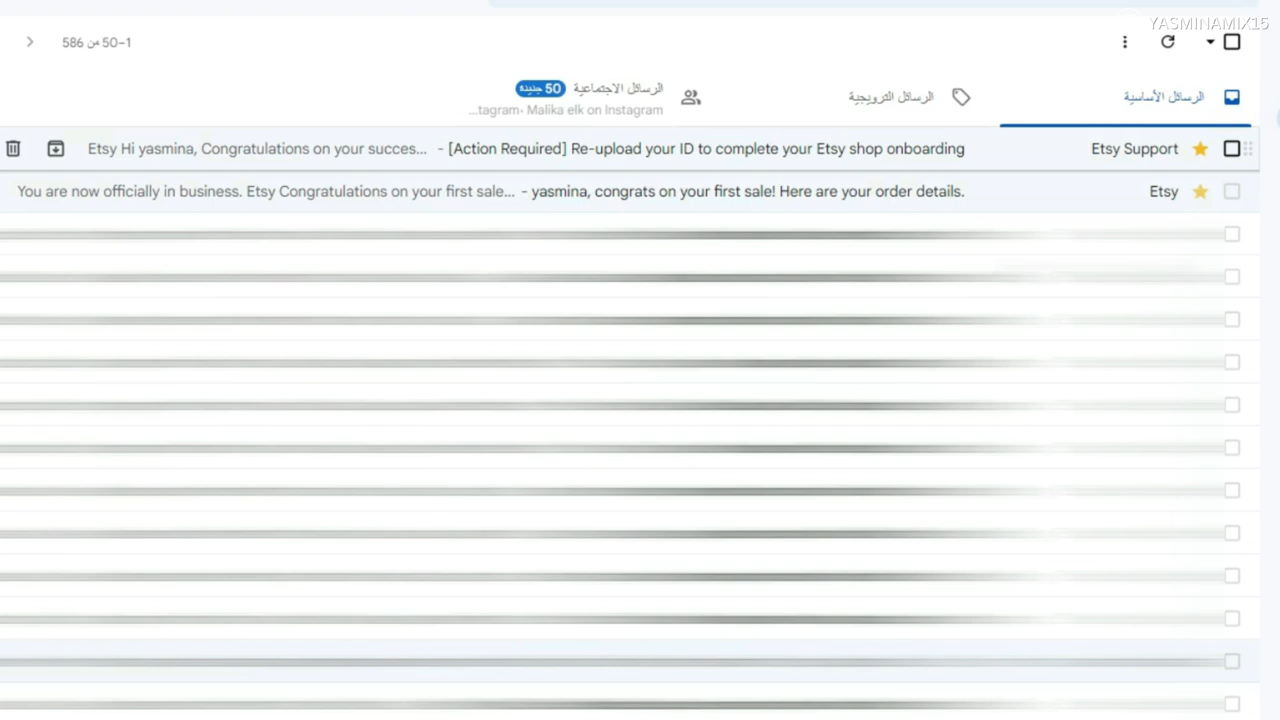 YASMINAMIX15
1–50 من 586
الرسائل الأساسية
الرسائل الترويجية
الرسائل الاجتماعية 50 جديدة
...tagram، Malika elk on Instagram
Etsy Support
[Action Required] Re-upload your ID to complete your Etsy shop onboarding - Etsy Hi yasmina, Congratulations on your succes...
Etsy
yasmina, congrats on your first sale! Here are your order details. - You are now officially in business. Etsy Congratulations on your first sale...